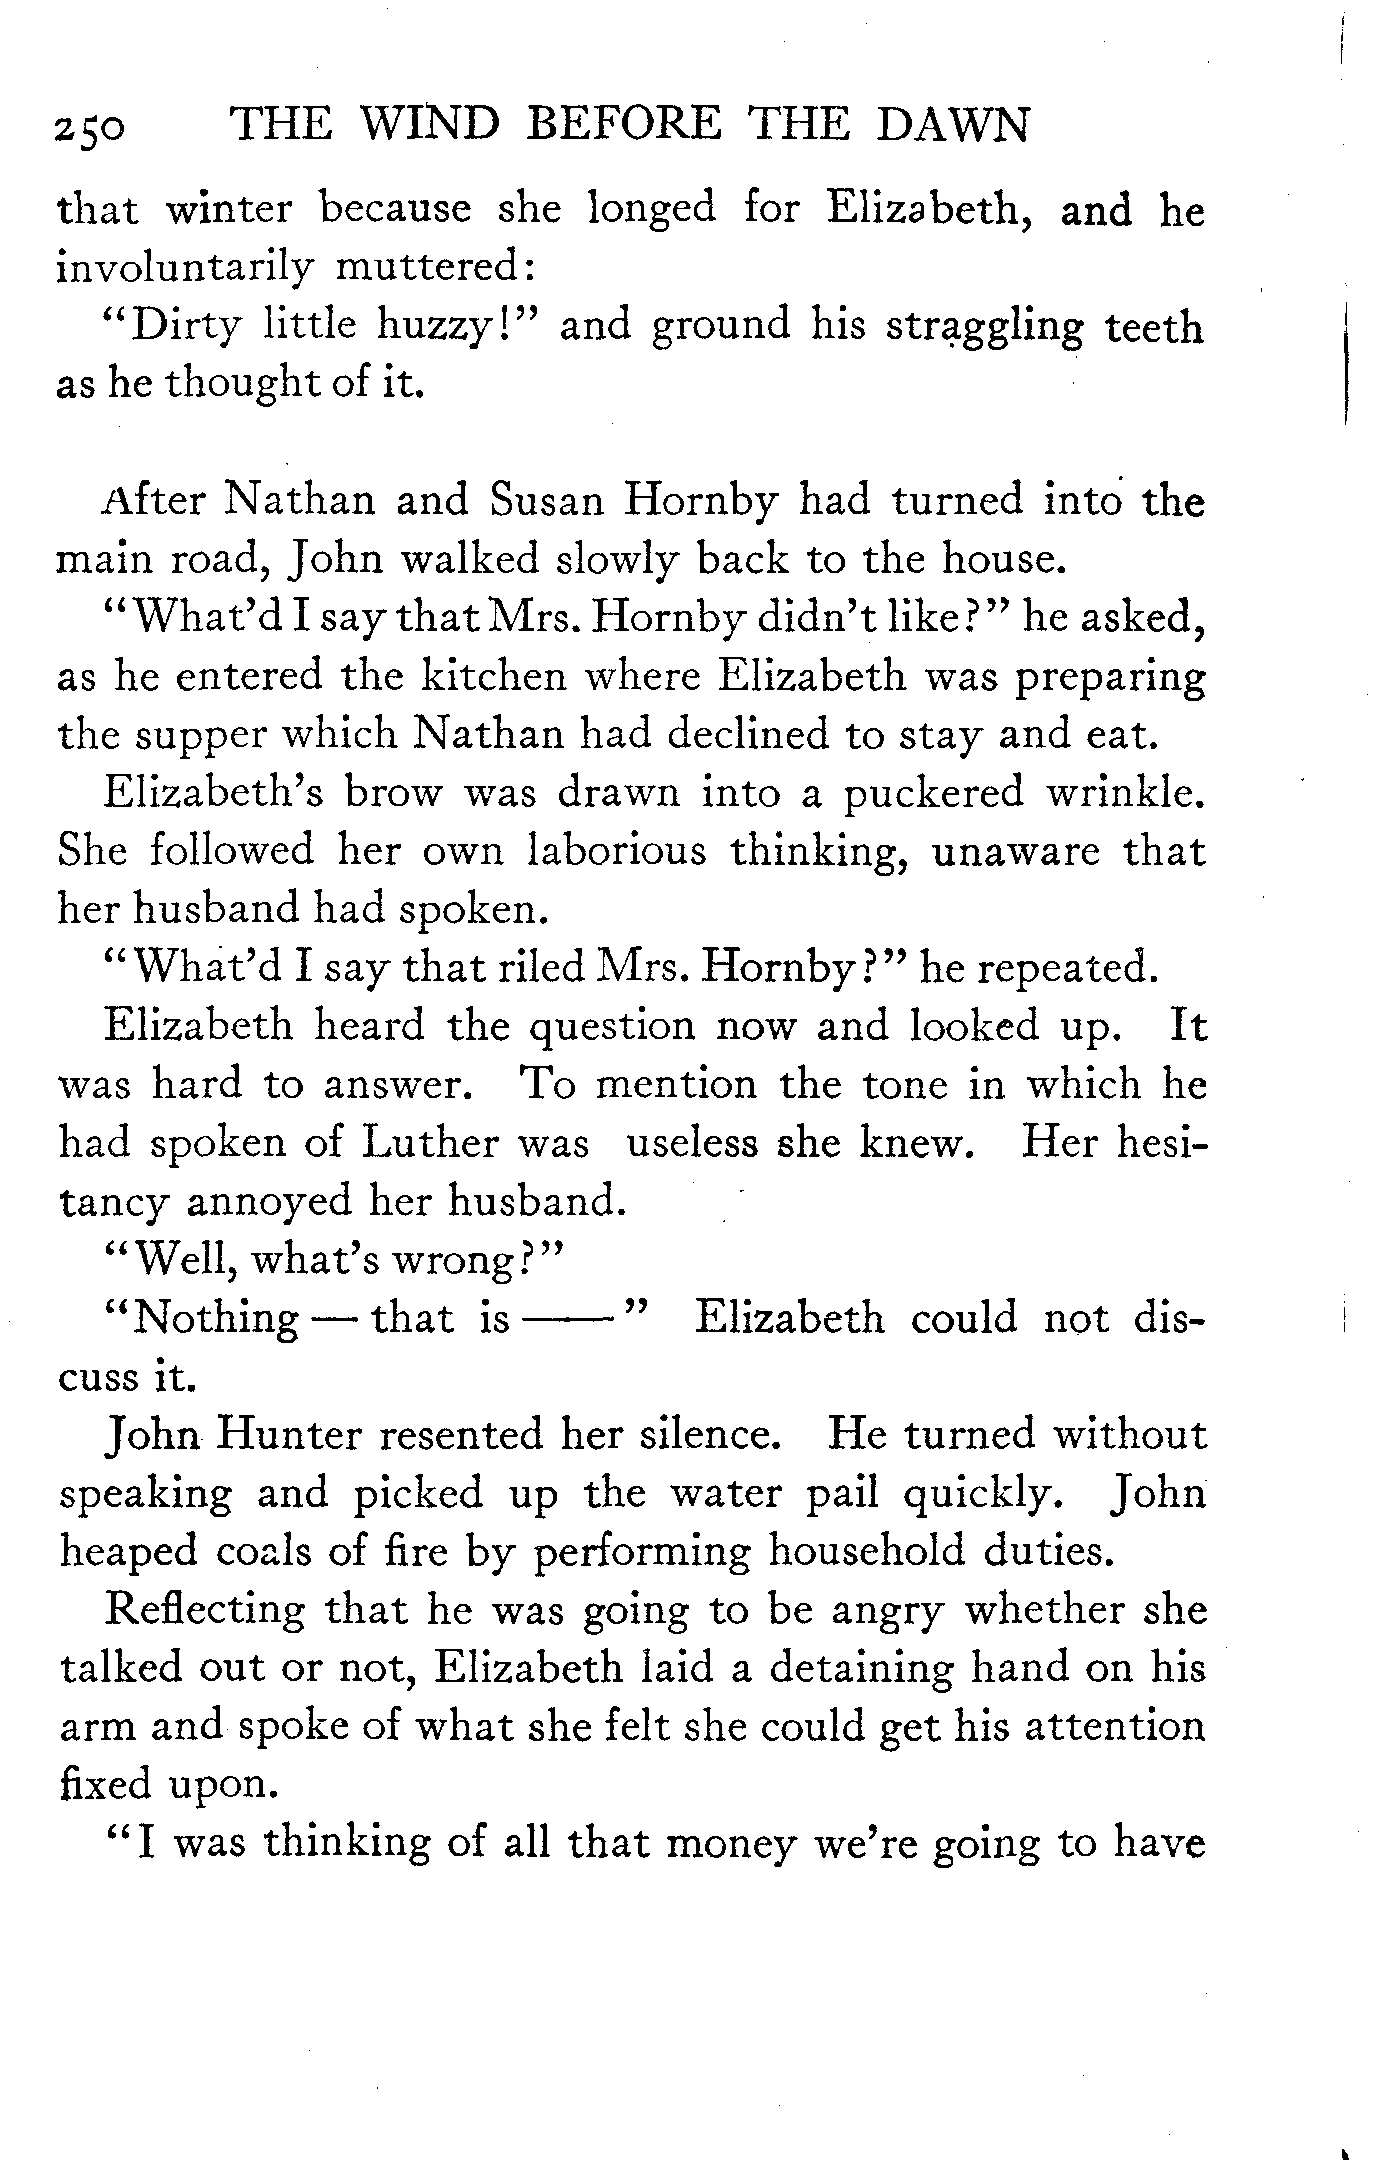 250 THE WIND BEFORE THE DAWN
that winter because she longed for Elizabeth, and he
involuntarily muttered:
"Dirty little huzzy!" and ground his straggling teeth
as he thought of it.
After Nathan and Susan Hornby had turned into the
main road, John walked slowly back to the house.
"What'd I say that Mrs. Hornby didn't like?" he asked,
as he entered the kitchen where Elizabeth was preparing
the supper which Nathan had declined to stay and eat.
Elizabeth's brow was drawn into a puckered wrinkle.
She followed her own laborious thinking, unaware that
her husband had spoken.
"What'd I say that riled Mrs. Hornby?" he repeated.
Elizabeth heard the question now and looked up. It
was hard to answer. To mention the tone in which he
had spoken of Luther was useless she knew. Her hesi-
tancy annoyed her husband.
"Well, what's wrong?"
"Nothing — that is ——" Elizabeth could not dis-
cuss it.
John Hunter resented her silence. He turned without
speaking and picked up the water pail quickly. John
heaped coals of fire by performing household duties.
Reflecting that he was going to be angry whether she
talked out or not, Elizabeth laid a detaining hand on his
arm and spoke of what she felt she could get his attention
fixed upon.
"I was thinking of all that money we're going to have